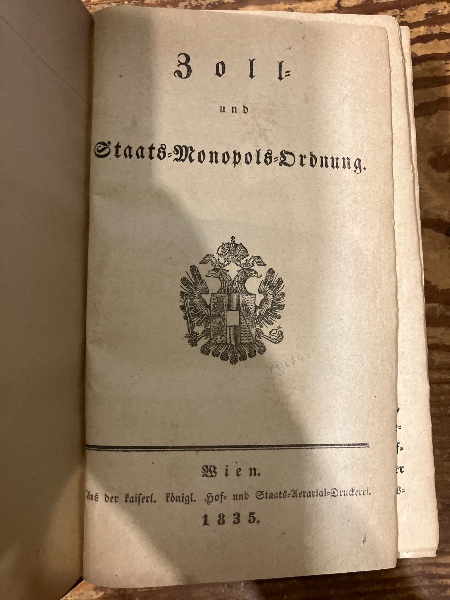 Zoll-
und
Staats-Monopols-Ordnung.
Wien.
Aus der kaiserl. königl. Hof- und Staats-Aerarial-Druckerei.
1835.